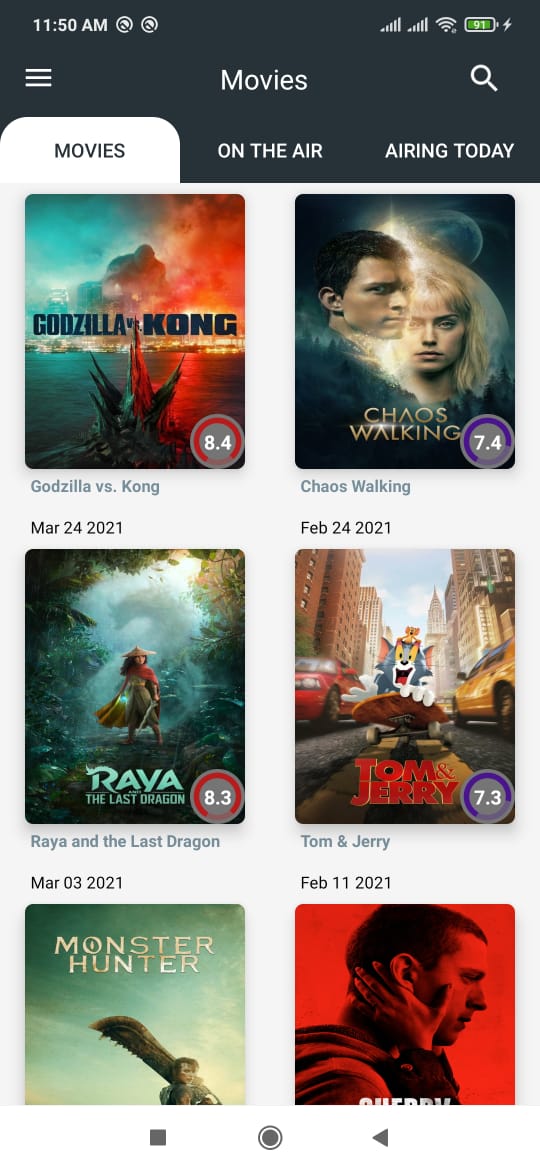 11:50 AM
91
Movies
MOVIES
ON THE AIR
AIRING TODAY
GODZILLA VS. KONG
8.4
CHAOS
WALKING
7.4
Godzilla vs. Kong
Chaos Walking
Mar 24 2021
Feb 24 2021
RAYA
AND
THE LAST DRAGON
8.3
TOM &
JERRY
7.3
Raya and the Last Dragon
Tom & Jerry
Mar 03 2021
Feb 11 2021
MONSTER
HUNTER
CHERRY